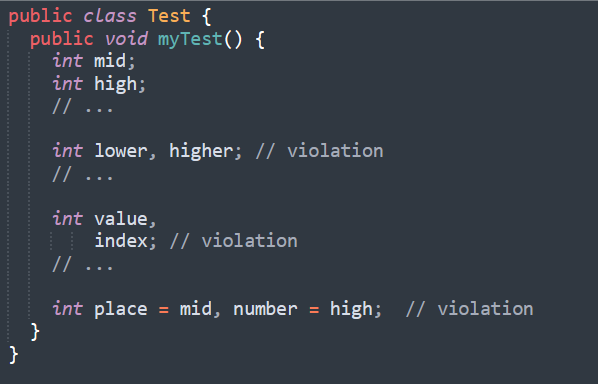 public class Test {
  public void myTest() {
    int mid;
    int high;
    // ...

    int lower, higher; // violation
    // ...

    int value,
        index; // violation
    // ...

    int place = mid, number = high;  // violation
  }
}